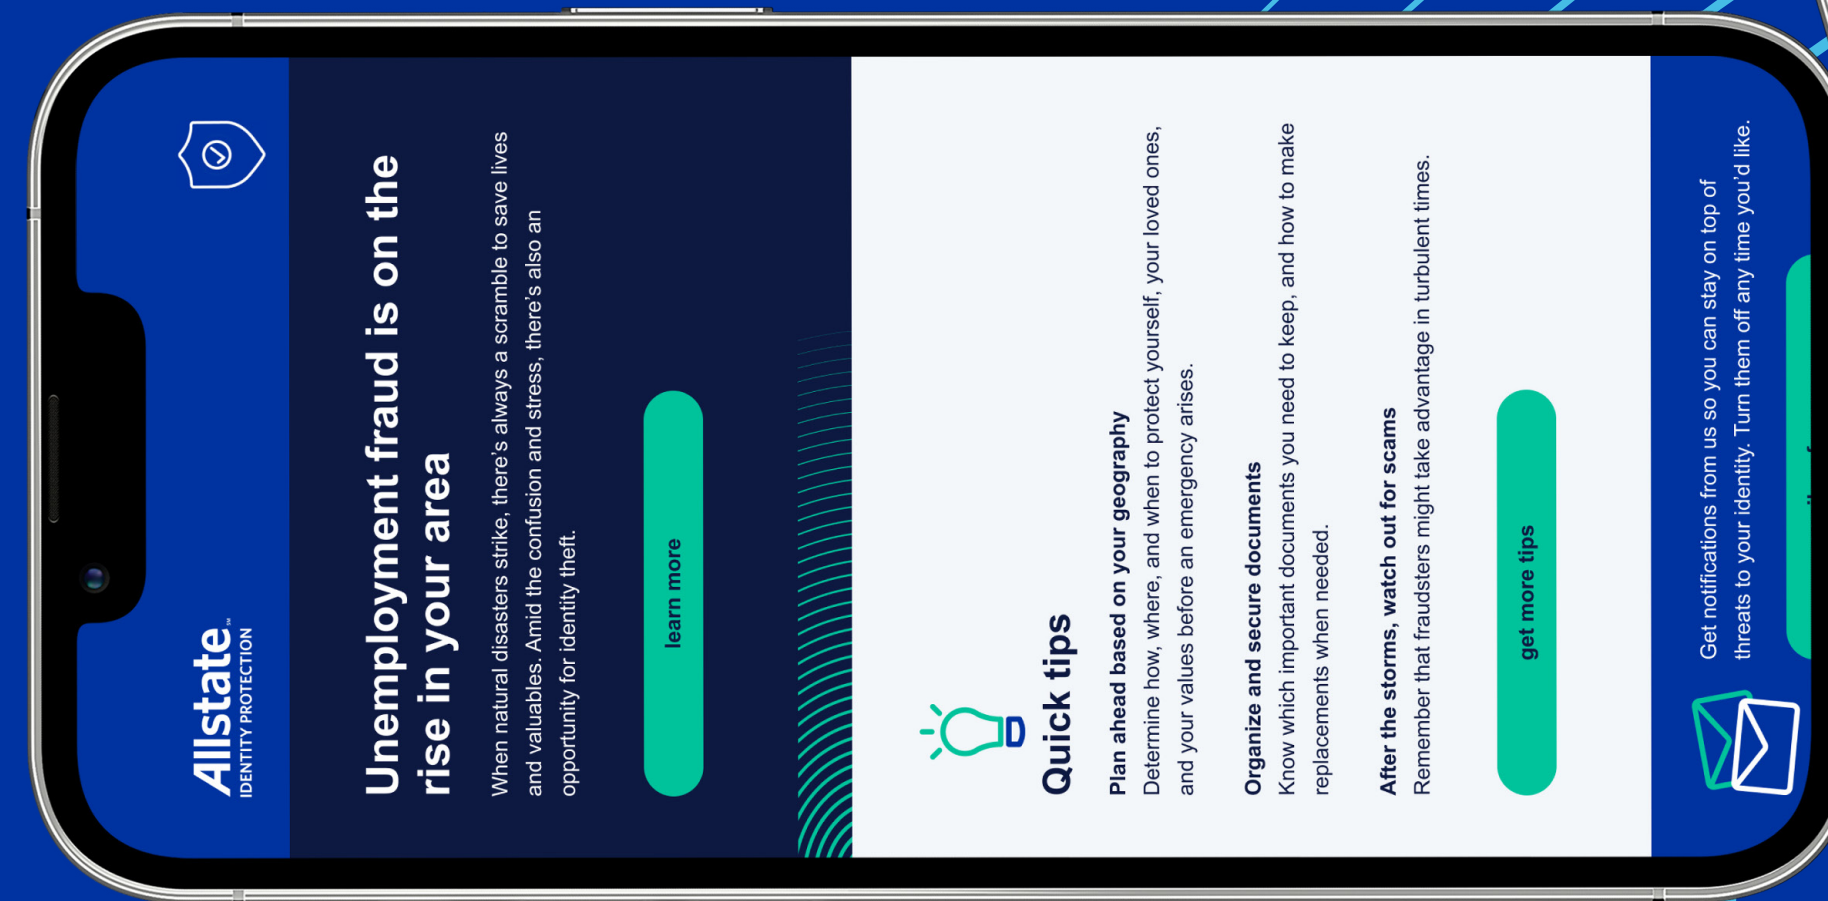 Allstate℠
IDENTITY PROTECTION
Unemployment fraud is on the
rise in your area
When natural disasters strike, there's always a scramble to save lives
and valuables. Amid the confusion and stress, there's also an
opportunity for identity theft.
learn more
Quick tips
Plan ahead based on your geography
Determine how, where, and when to protect yourself, your loved ones,
and your values before an emergency arises.
Organize and secure documents
Know which important documents you need to keep, and how to make
replacements when needed.
After the storms, watch out for scams
Remember that fraudsters might take advantage in turbulent times.
get more tips
Get notifications from us so you can stay on top of
threats to your identity. Turn them off any time you'd like.